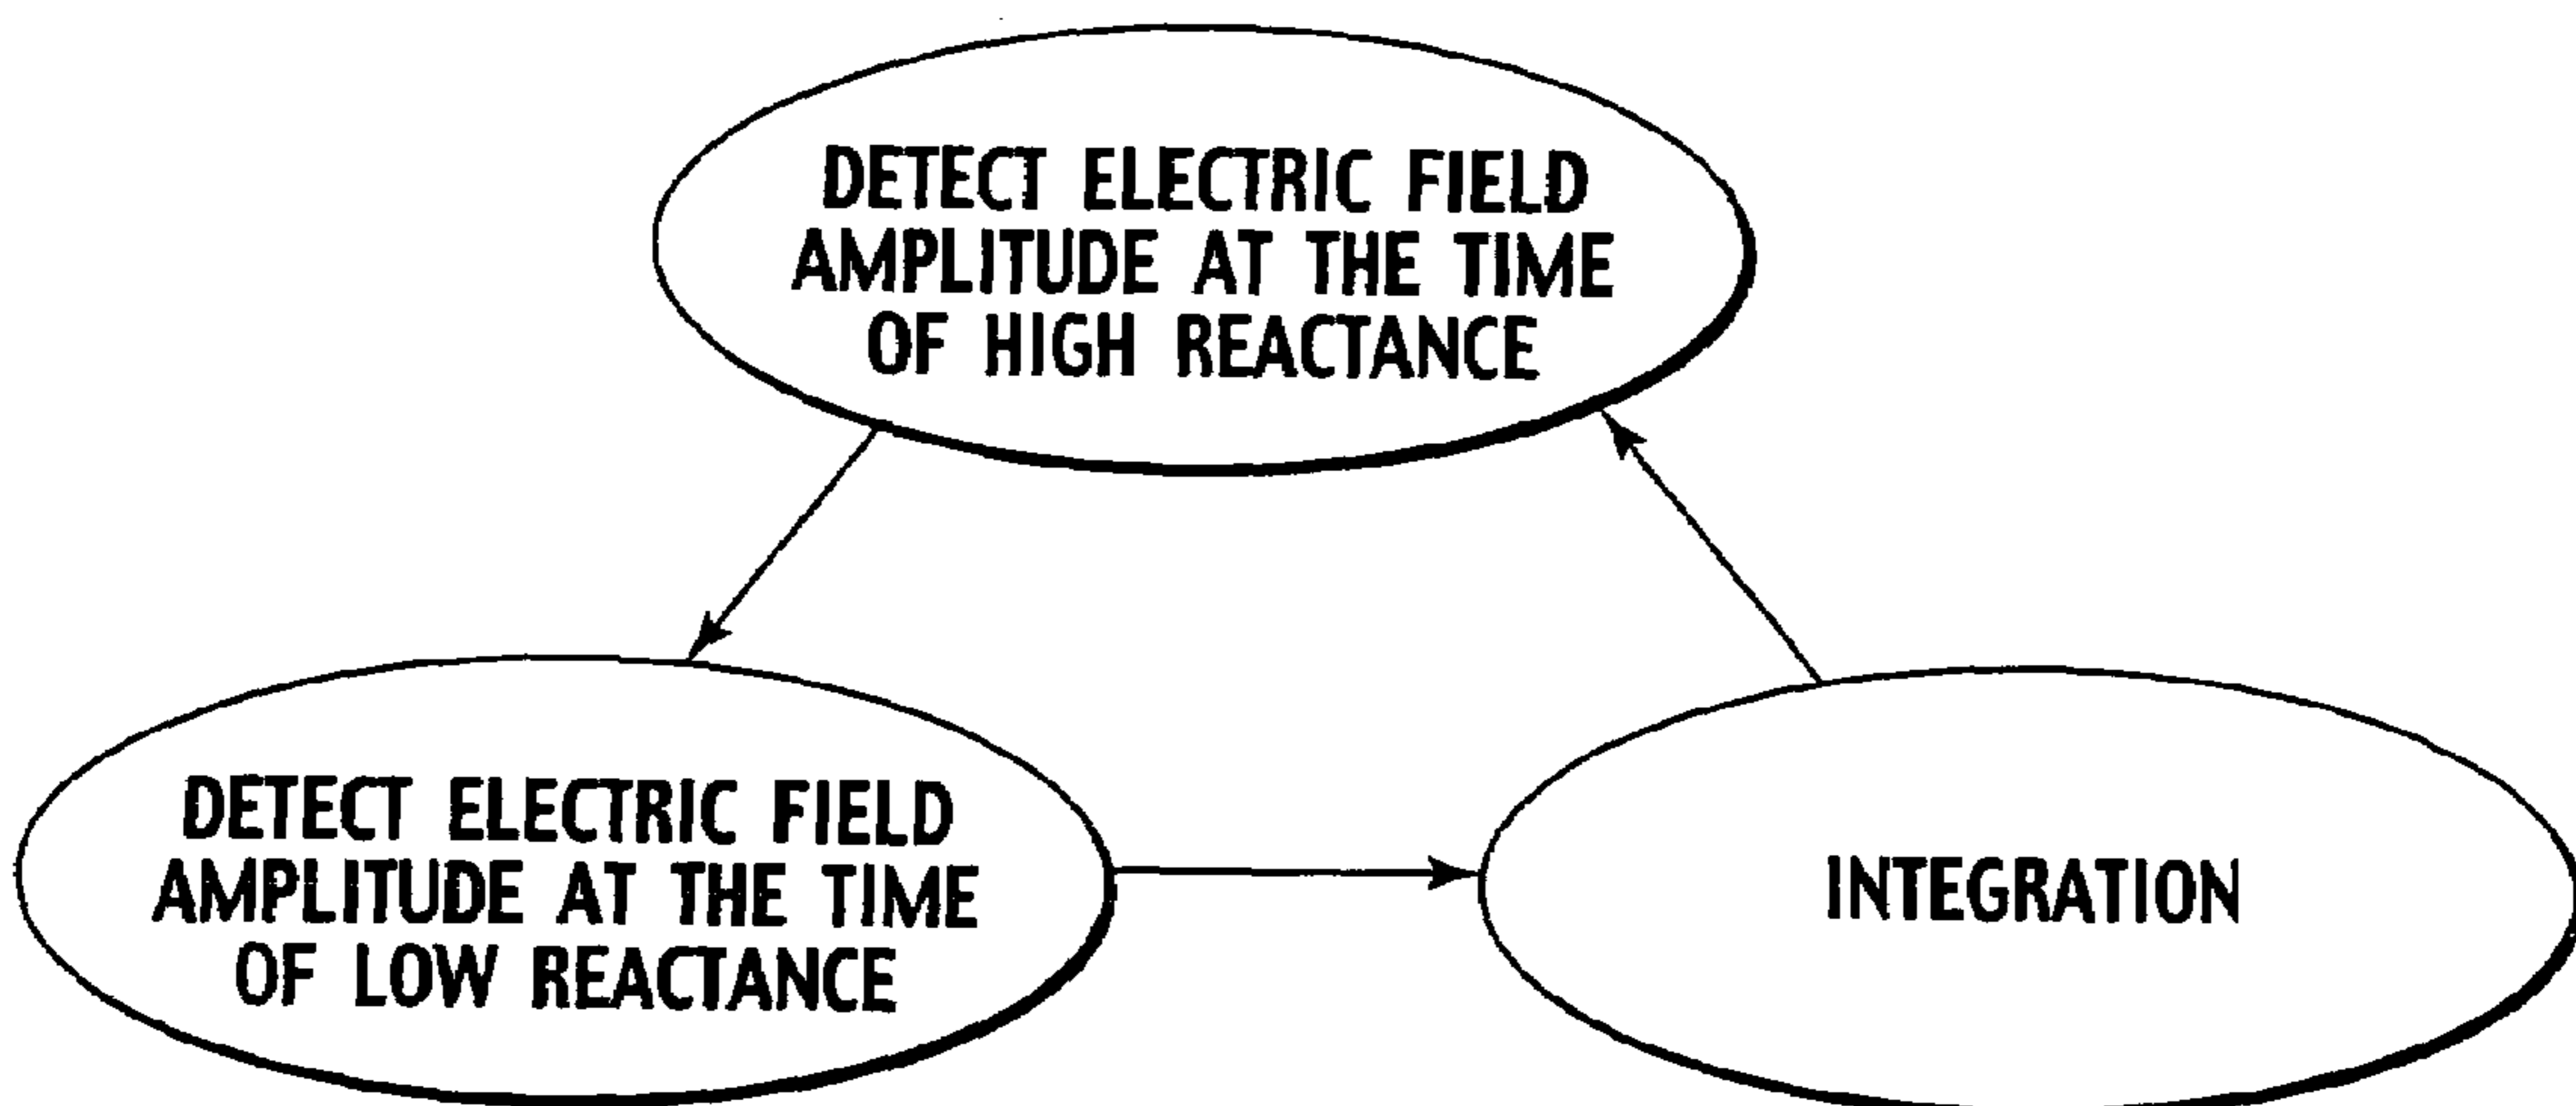 DETECT ELECTRIC FIELD
AMPLITUDE AT THE TIME
OF HIGH REACTANCE
DETECT ELECTRIC FIELD
AMPLITUDE AT THE TIME
OF LOW REACTANCE
INTEGRATION